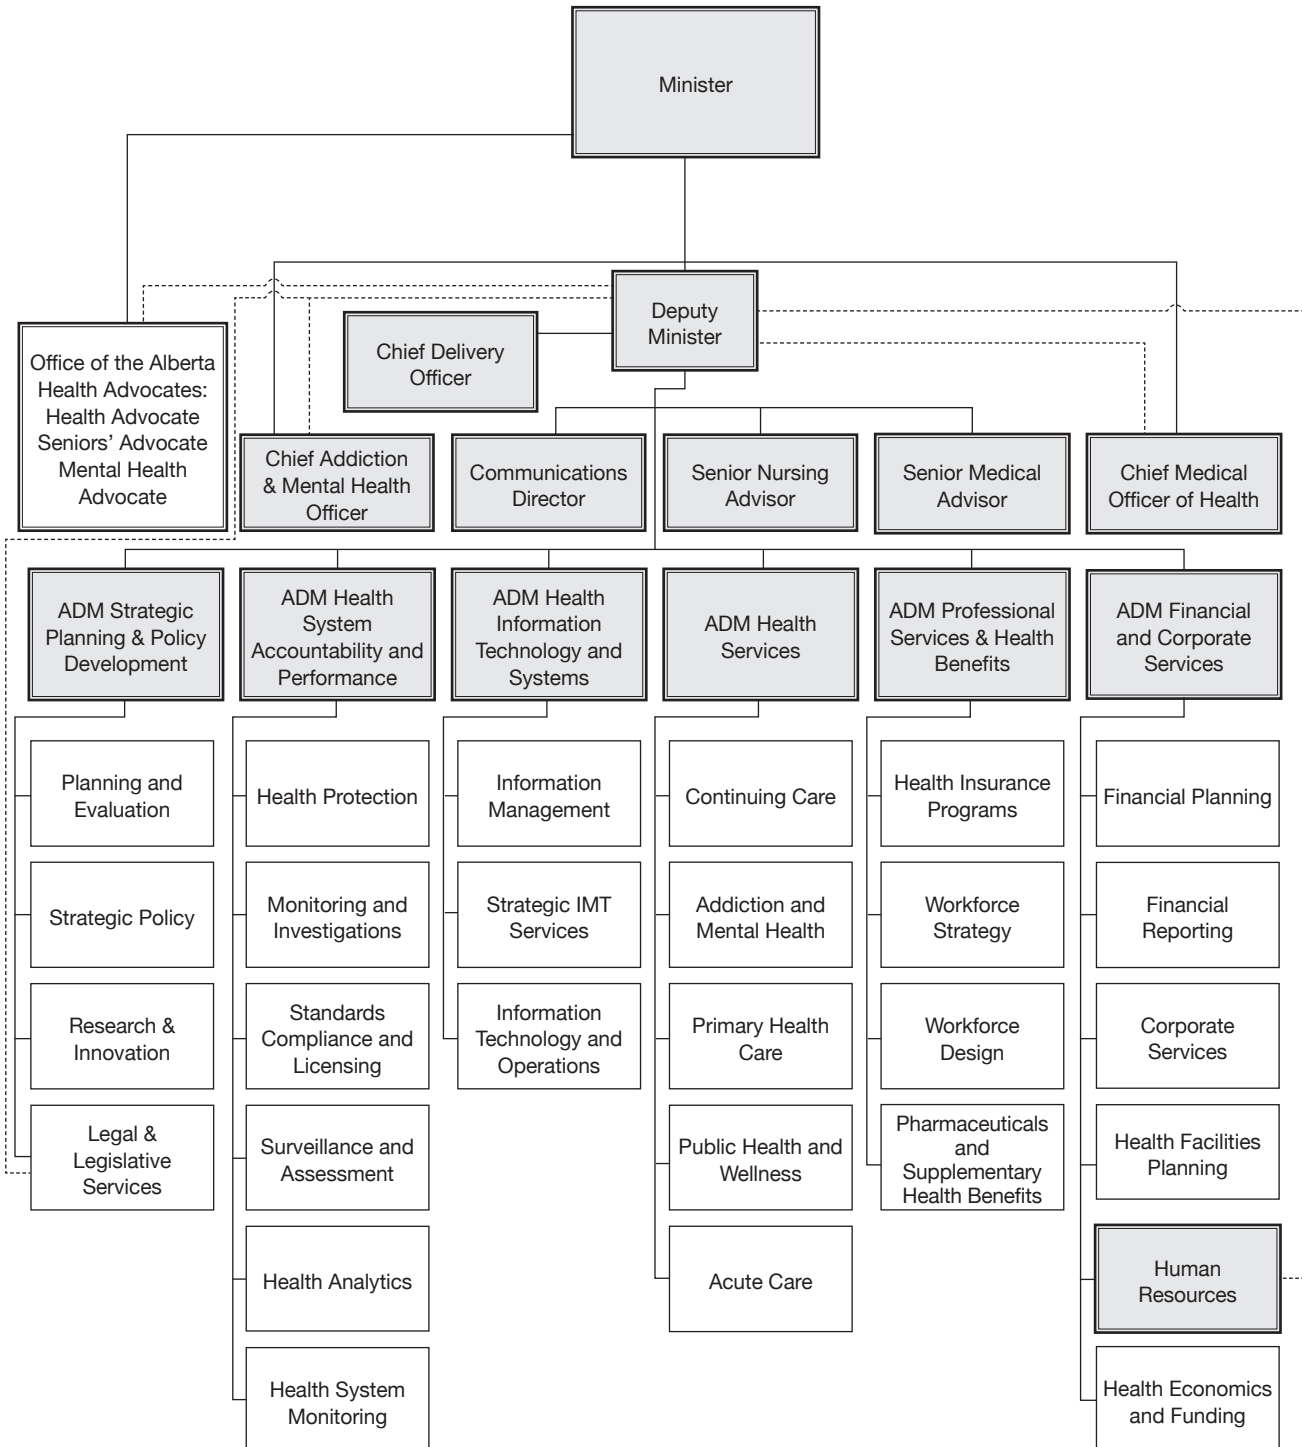 Minister
Deputy
Minister
Chief Delivery
Officer
Office of the Alberta
Health Advocates:
Health Advocate
Seniors’ Advocate
Mental Health
Advocate
Chief Addiction
& Mental Health
Officer
Communications
Director
Senior Nursing
Advisor
Senior Medical
Advisor
Chief Medical
Officer of Health
ADM Strategic
Planning & Policy
Development
ADM Health
System
Accountability and
Performance
ADM Health
Information
Technology and
Systems
ADM Health
Services
ADM Professional
Services & Health
Benefits
ADM Financial
and Corporate
Services
Planning and
Evaluation
Strategic Policy
Research &
Innovation
Legal &
Legislative
Services
Health Protection
Monitoring and
Investigations
Standards
Compliance and
Licensing
Surveillance and
Assessment
Health Analytics
Health System
Monitoring
Information
Management
Strategic IMT
Services
Information
Technology and
Operations
Continuing Care
Addiction and
Mental Health
Primary Health
Care
Public Health and
Wellness
Acute Care
Health Insurance
Programs
Workforce
Strategy
Workforce
Design
Pharmaceuticals
and
Supplementary
Health Benefits
Financial Planning
Financial
Reporting
Corporate
Services
Health Facilities
Planning
Human
Resources
Health Economics
and Funding